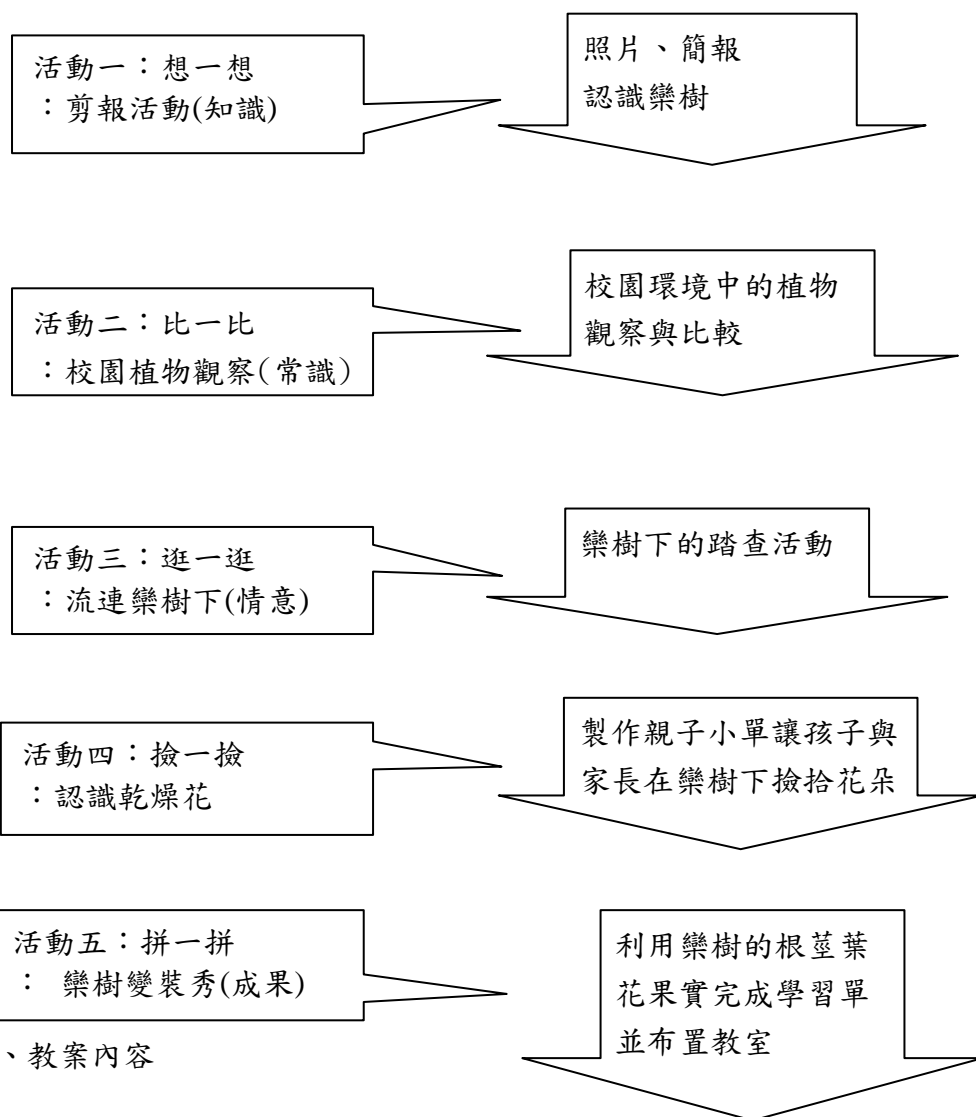 活動一：想一想
：剪報活動(知識)
照片、簡報
認識欒樹
活動二：比一比
：校園植物觀察(常識)
校園環境中的植物
觀察與比較
活動三：逛一逛
：流連欒樹下(情意)
欒樹下的踏查活動
活動四：撿一撿
：認識乾燥花
製作親子小單讓孩子與
家長在欒樹下撿拾花朵
活動五：拼一拼
： 欒樹變裝秀(成果)
利用欒樹的根莖葉
花果實完成學習單
並布置教室
、教案內容